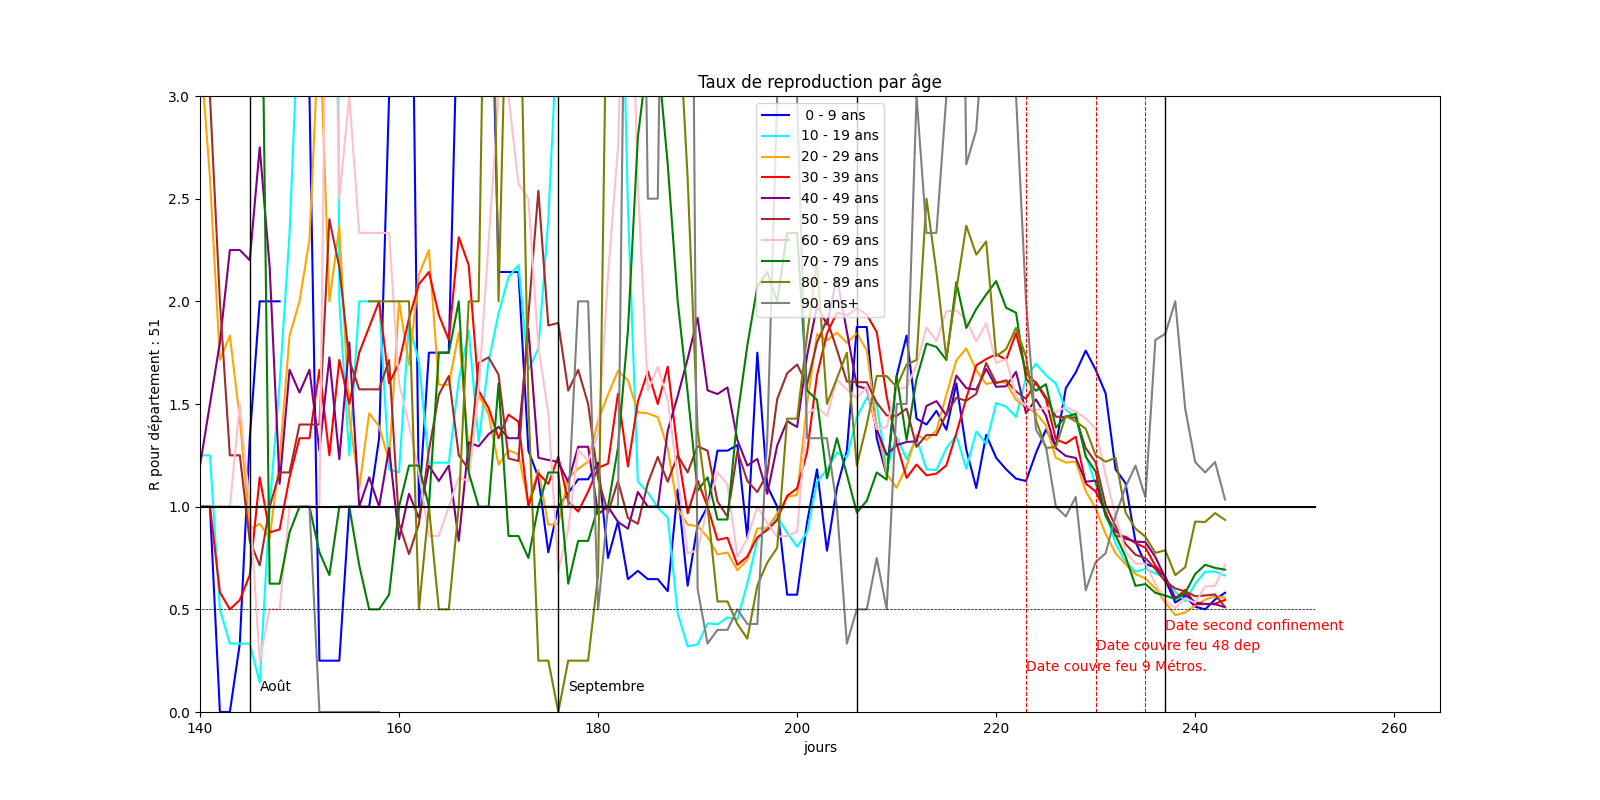 Taux de reproduction par âge
R pour département : 51
3.0
2.5
2.0
1.5
1.0
0.5
0.0
0 - 9 ans
10 - 19 ans
20 - 29 ans
30 - 39 ans
40 - 49 ans
50 - 59 ans
60 - 69 ans
70 - 79 ans
80 - 89 ans
90 ans+
Date second confinement
Date couvre feu 48 dep
Date couvre feu 9 Métros.
Août
Septembre
140
160
180
200
220
240
260
jours